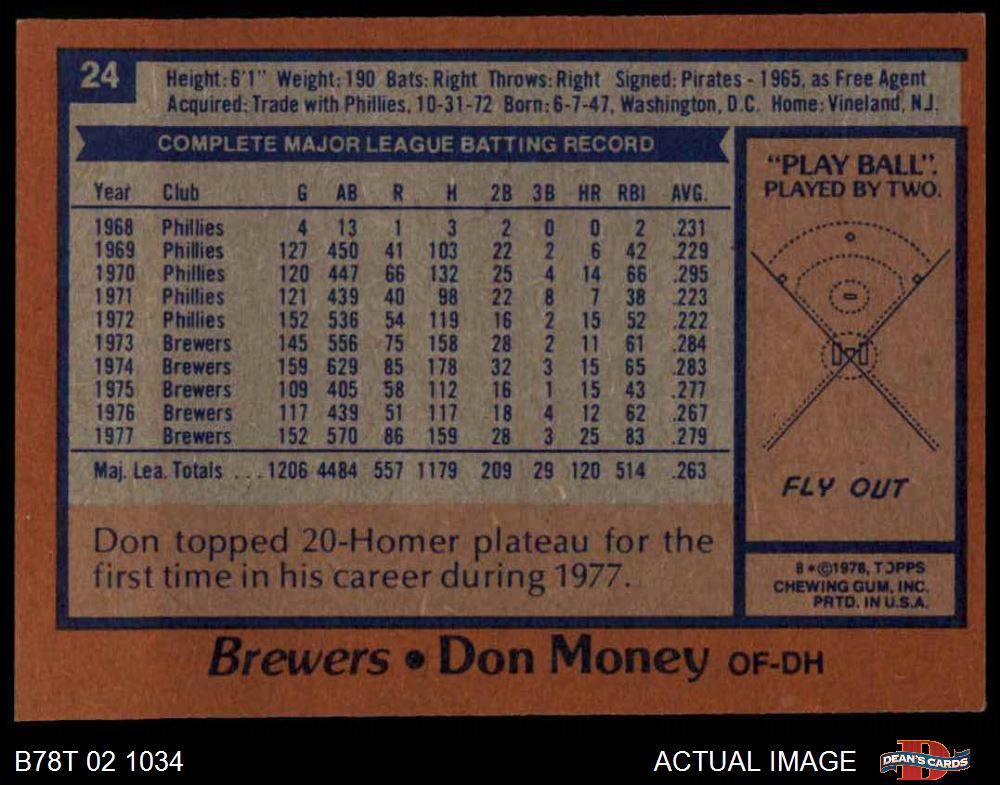 24
Height: 6'1" Weight: 190 Bats: Right Throws: Right Signed: Pirates - 1965, as Free Agent
Acquired: Trade with Phillies, 10-31-72 Born: 6-7-47, Washington, D.C. Home: Vineland, N.J.
COMPLETE MAJOR LEAGUE BATTING RECORD
Year Club G AB R H 2B 3B HR RBI AVG.
1968 Phillies 4 13 1 3 2 0 0 2 .231
1969 Phillies 127 450 41 103 22 2 6 42 .229
1970 Phillies 120 447 66 132 25 4 14 66 .295
1971 Phillies 121 439 40 98 22 8 7 38 .223
1972 Phillies 152 536 54 119 16 2 15 52 .222
1973 Brewers 145 556 75 158 28 2 11 61 .284
1974 Brewers 159 629 85 178 32 3 15 65 .283
1975 Brewers 109 405 58 112 16 1 15 43 .277
1976 Brewers 117 439 51 117 18 4 12 62 .267
1977 Brewers 152 570 86 159 28 3 25 83 .279
Maj. Lea. Totals ... 1206 4484 557 1179 209 29 120 514 .263
Don topped 20-Homer plateau for the
first time in his career during 1977.
"PLAY BALL":
PLAYED BY TWO.
FLY OUT
8*©1978, TOPPS
CHEWING GUM, INC.
PRTD. IN U.S.A.
Brewers • Don Money OF-DH
B78T 02 1034
ACTUAL IMAGE
D
DEAN'S CARDS